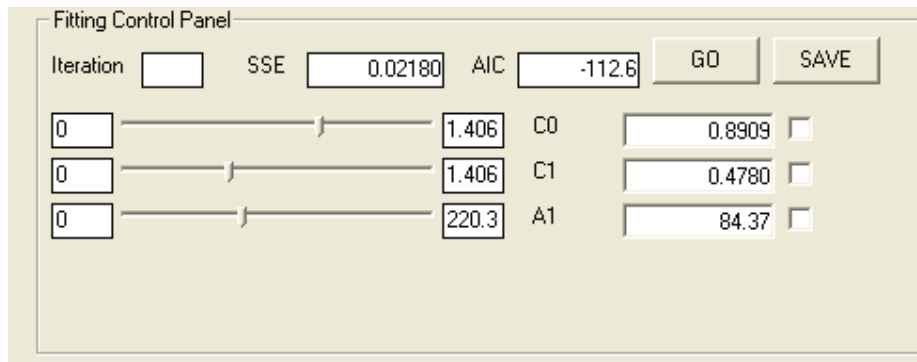 Fitting Control Panel
Iteration SSE 0.02180 AIC -112.6 GO SAVE
0 1.406 C0 0.8909
0 1.406 C1 0.4780
0 220.3 A1 84.37